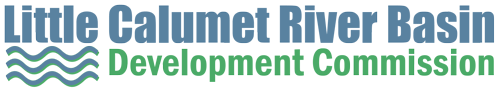 Little Calumet River Basin
Development Commission